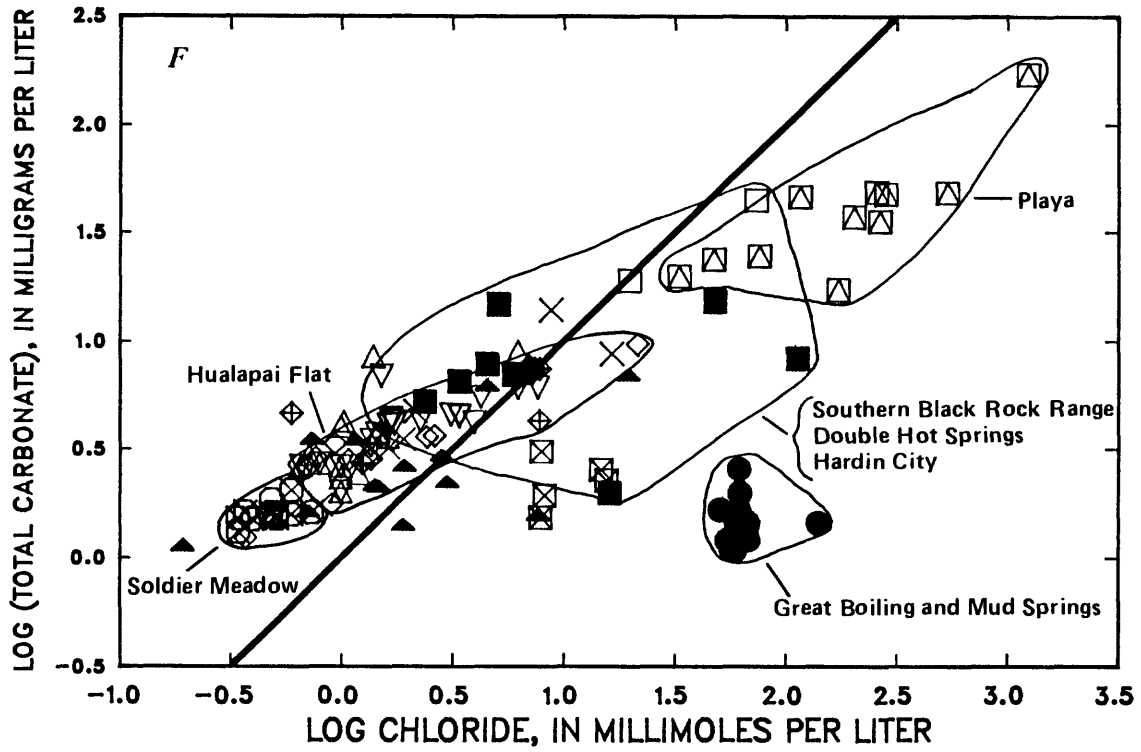 F
LOG (TOTAL CARBONATE), IN MILLIGRAMS PER LITER
2.5
2.0
1.5
1.0
0.5
0.0
−0.5
Playa
Hualapai Flat
Southern Black Rock Range
Double Hot Springs
Hardin City
Soldier Meadow
Great Boiling and Mud Springs
−1.0 −0.5 0.0 0.5 1.0 1.5 2.0 2.5 3.0 3.5
LOG CHLORIDE, IN MILLIMOLES PER LITER